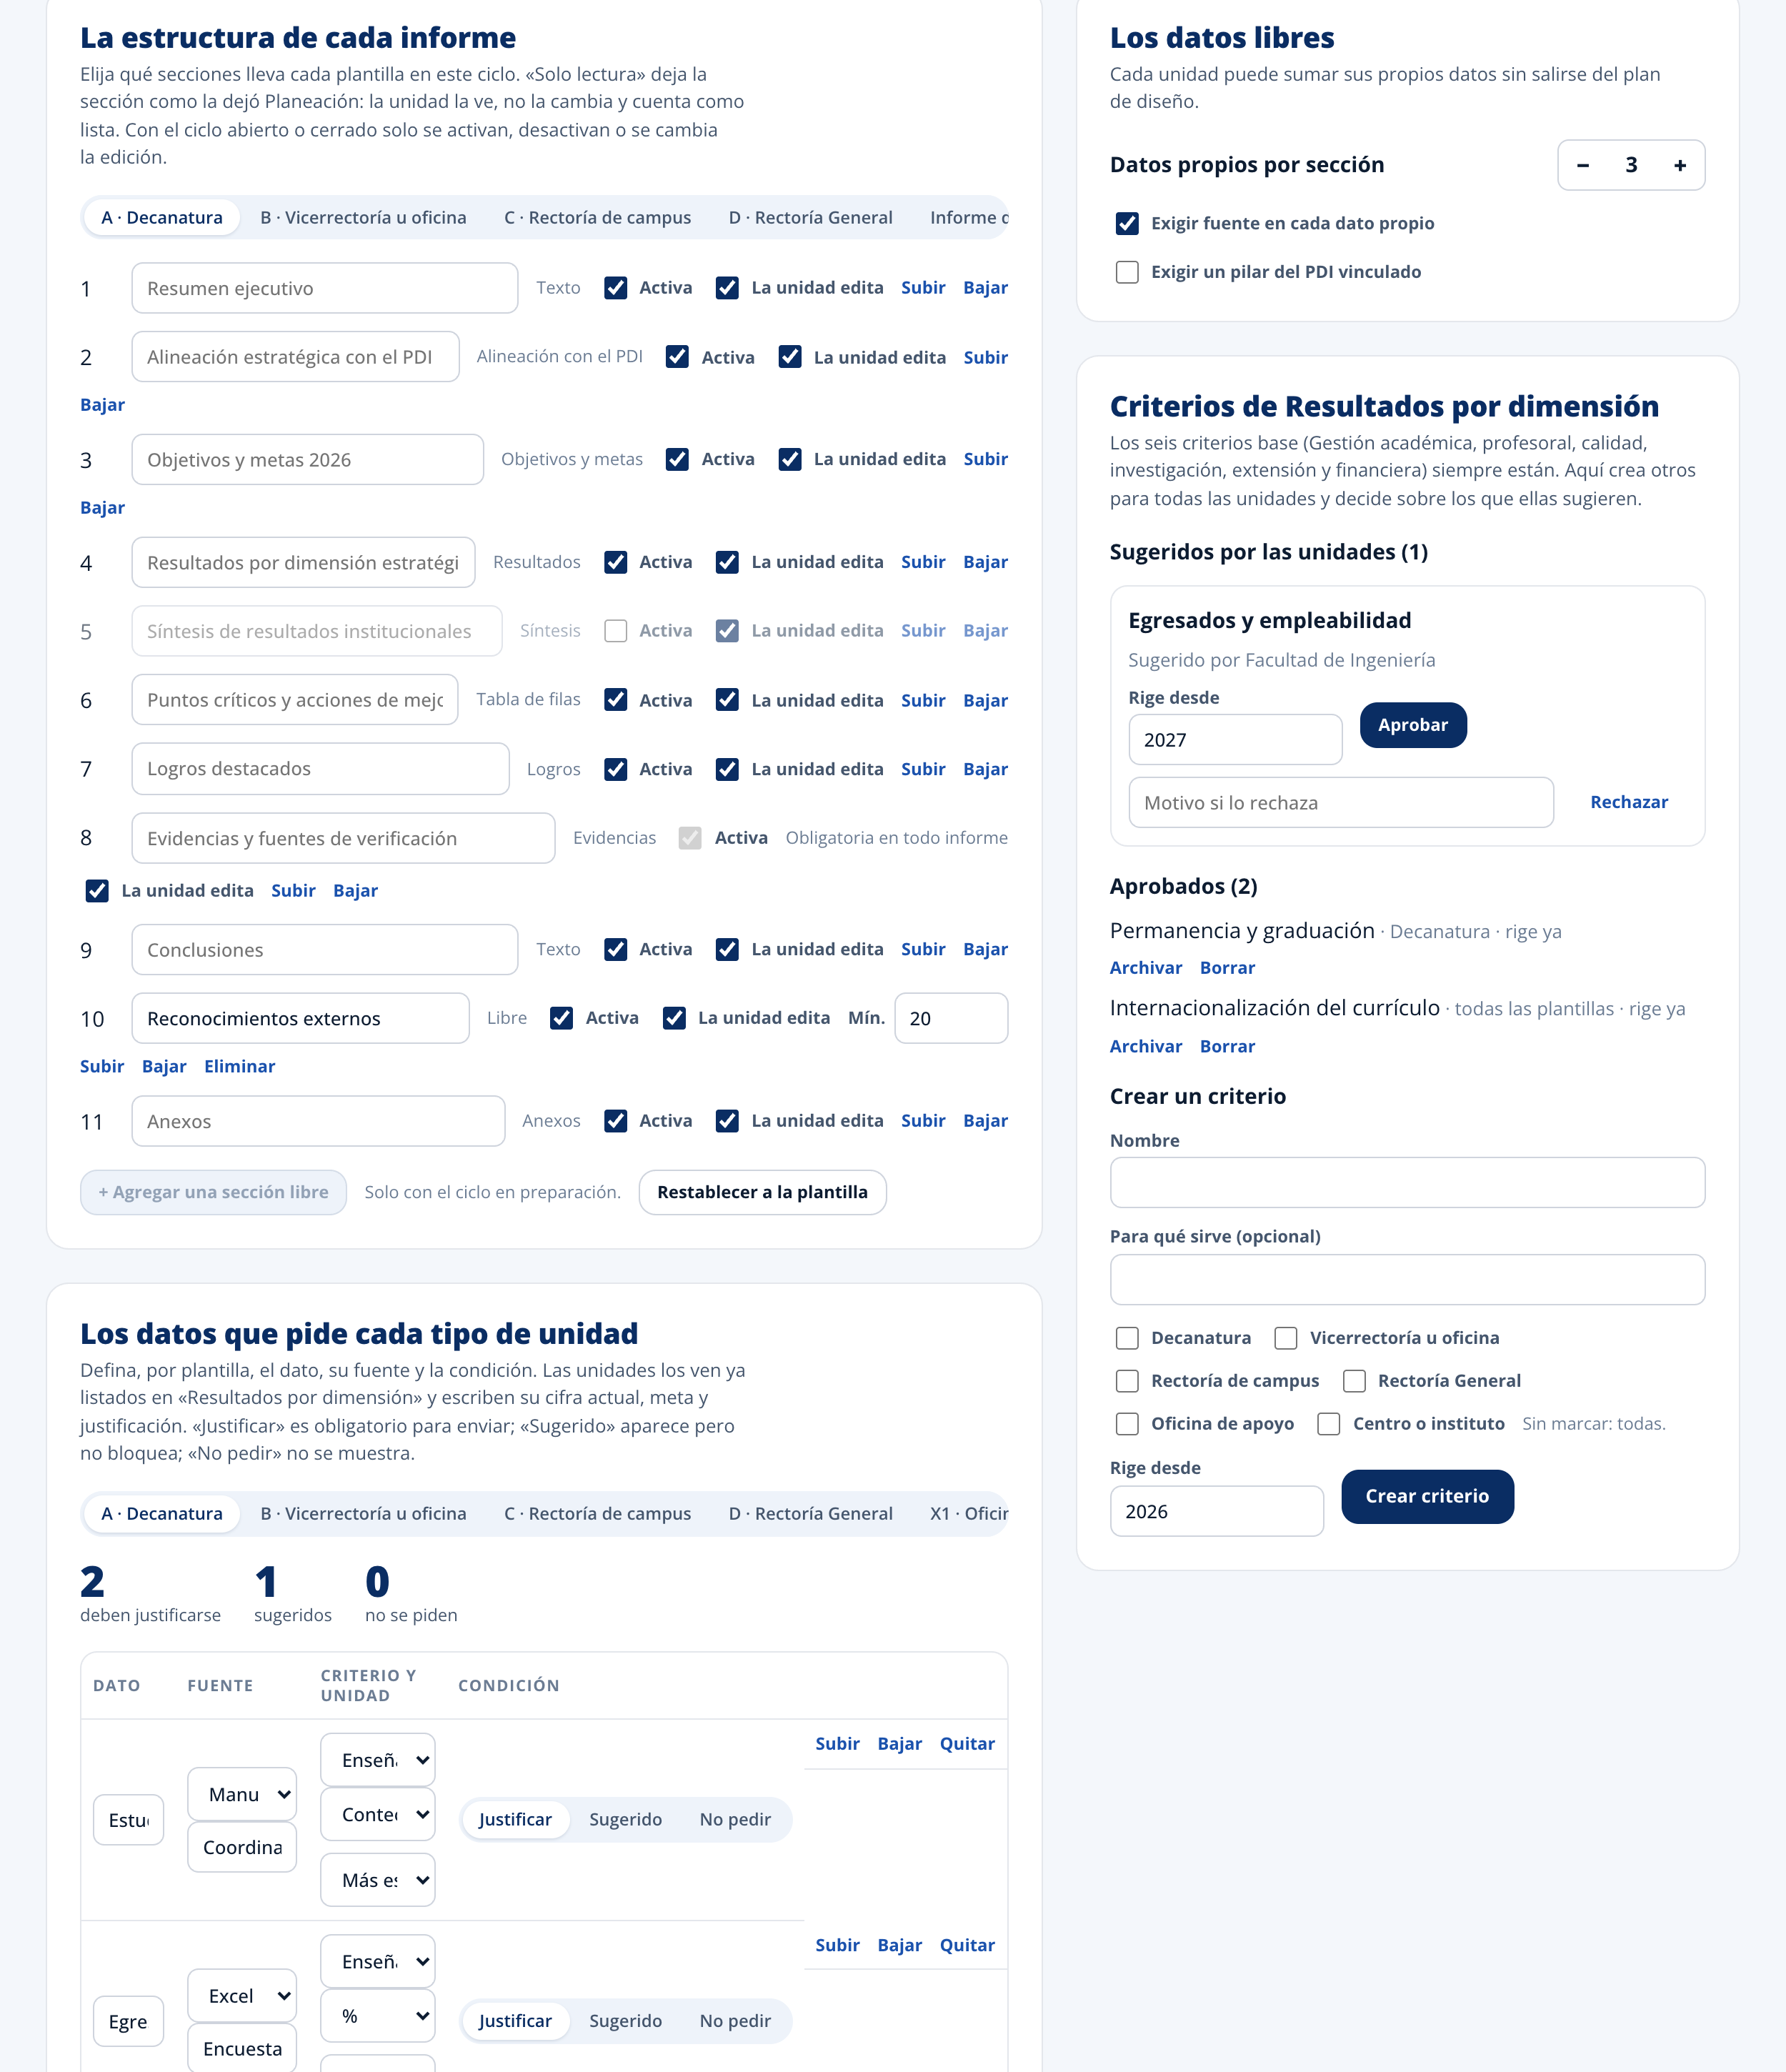 La estructura de cada informe
Elija qué secciones lleva cada plantilla en este ciclo. «Solo lectura» deja la
sección como la dejó Planeación: la unidad la ve, no la cambia y cuenta como
lista. Con el ciclo abierto o cerrado solo se activan, desactivan o se cambia
la edición.
A · Decanatura B · Vicerrectoría u oficina C · Rectoría de campus D · Rectoría General Informe
1 Resumen ejecutivo Texto Activa La unidad edita Subir Bajar
2 Alineación estratégica con el PDI Alineación con el PDI Activa La unidad edita Subir
Bajar
3 Objetivos y metas 2026 Objetivos y metas Activa La unidad edita Subir
Bajar
4 Resultados por dimensión estratégi Resultados Activa La unidad edita Subir Bajar
5 Síntesis de resultados institucionales Síntesis Activa La unidad edita Subir Bajar
6 Puntos críticos y acciones de mejo Tabla de filas Activa La unidad edita Subir Bajar
7 Logros destacados Logros Activa La unidad edita Subir Bajar
8 Evidencias y fuentes de verificación Evidencias Activa Obligatoria en todo informe
La unidad edita Subir Bajar
9 Conclusiones Texto Activa La unidad edita Subir Bajar
10 Reconocimientos externos Libre Activa La unidad edita Mín. 20
Subir Bajar Eliminar
11 Anexos Anexos Activa La unidad edita Subir Bajar
+ Agregar una sección libre Solo con el ciclo en preparación. Restablecer a la plantilla
Los datos que pide cada tipo de unidad
Defina, por plantilla, el dato, su fuente y la condición. Las unidades los ven ya
listados en «Resultados por dimensión» y escriben su cifra actual, meta y
justificación. «Justificar» es obligatorio para enviar; «Sugerido» aparece pero
no bloquea; «No pedir» no se muestra.
A · Decanatura B · Vicerrectoría u oficina C · Rectoría de campus D · Rectoría General X1 · Oficin
2 1 0
deben justificarse sugeridos no se piden
DATO FUENTE CRITERIO Y UNIDAD CONDICIÓN
Subir Bajar Quitar
Enseña
Manu
Conteo
Estu
Justificar Sugerido No pedir
Coordina
Más es
Subir Bajar Quitar
Enseña
Excel
%
Egre
Justificar Sugerido No pedir
Encuesta
Los datos libres
Cada unidad puede sumar sus propios datos sin salirse del plan
de diseño.
Datos propios por sección − 3 +
Exigir fuente en cada dato propio
Exigir un pilar del PDI vinculado
Criterios de Resultados por dimensión
Los seis criterios base (Gestión académica, profesoral, calidad,
investigación, extensión y financiera) siempre están. Aquí crea otros
para todas las unidades y decide sobre los que ellas sugieren.
Sugeridos por las unidades (1)
Egresados y empleabilidad
Sugerido por Facultad de Ingeniería
Rige desde
2027 Aprobar
Motivo si lo rechaza Rechazar
Aprobados (2)
Permanencia y graduación · Decanatura · rige ya
Archivar Borrar
Internacionalización del currículo · todas las plantillas · rige ya
Archivar Borrar
Crear un criterio
Nombre
Para qué sirve (opcional)
Decanatura Vicerrectoría u oficina
Rectoría de campus Rectoría General
Oficina de apoyo Centro o instituto Sin marcar: todas.
Rige desde
2026 Crear criterio